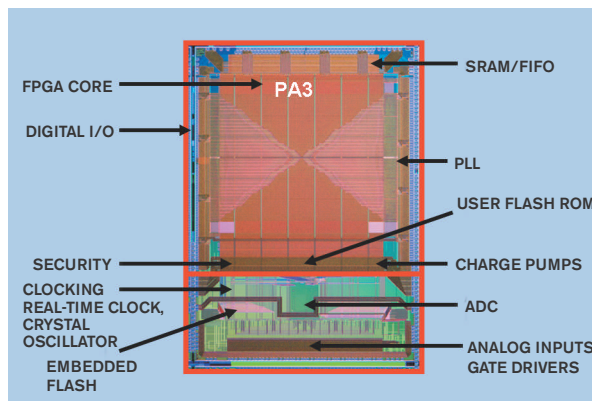 SRAM/FIFO
FPGA CORE
PA3
DIGITAL I/O
PLL
USER FLASH ROM
SECURITY
CHARGE PUMPS
CLOCKING
REAL-TIME CLOCK,
CRYSTAL
OSCILLATOR
ADC
EMBEDDED
FLASH
ANALOG INPUTS
GATE DRIVERS